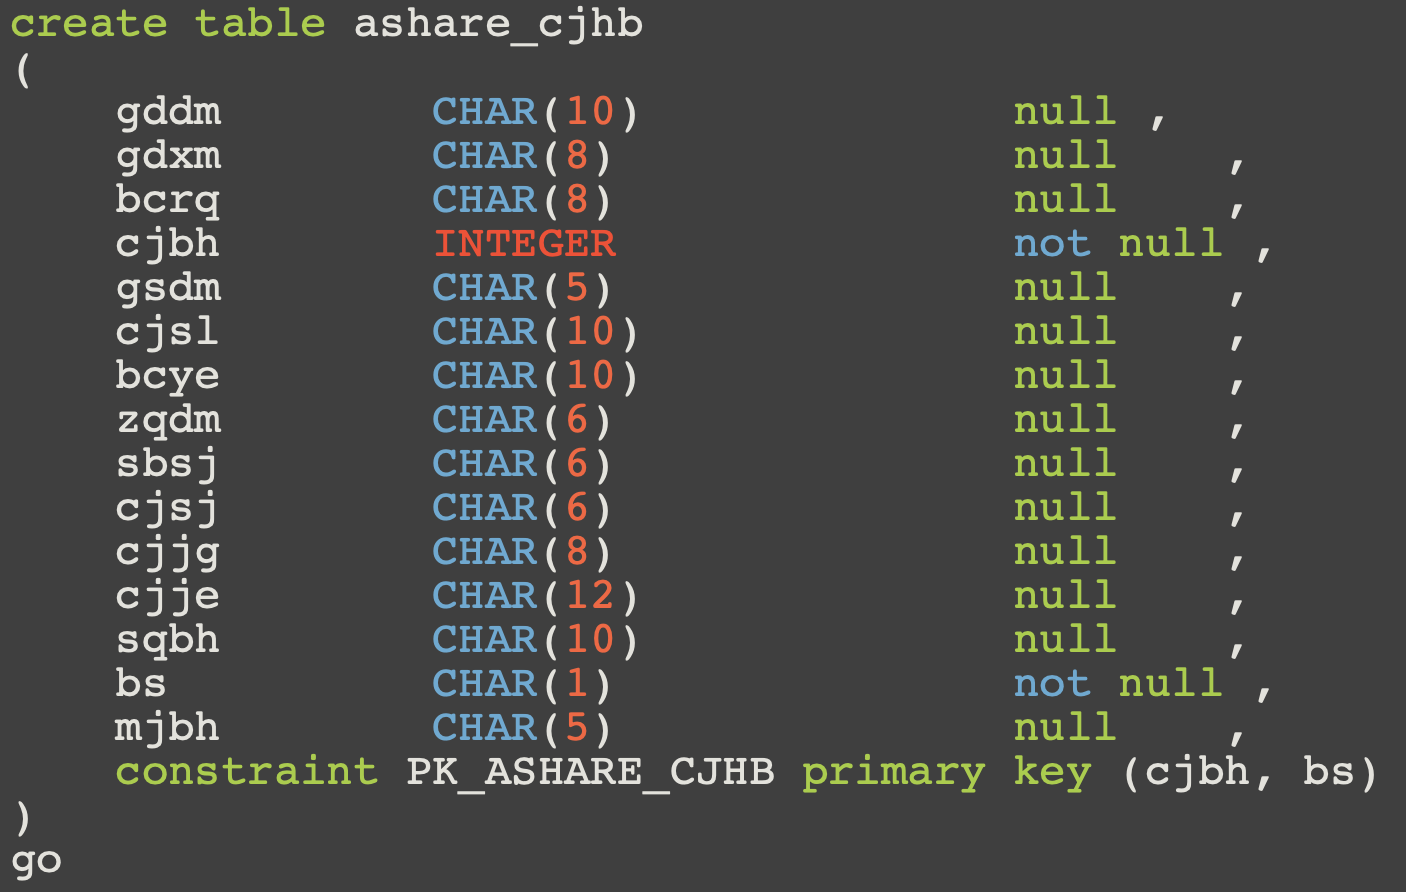 create table ashare_cjhb
(
    gddm        CHAR(10)              null ,
    gdxm        CHAR(8)               null    ,
    bcrq        CHAR(8)               null    ,
    cjbh        INTEGER               not null ,
    gsdm        CHAR(5)               null    ,
    cjsl        CHAR(10)              null    ,
    bcye        CHAR(10)              null    ,
    zqdm        CHAR(6)               null    ,
    sbsj        CHAR(6)               null    ,
    cjsj        CHAR(6)               null    ,
    cjjg        CHAR(8)               null    ,
    cjje        CHAR(12)              null    ,
    sqbh        CHAR(10)              null    ,
    bs          CHAR(1)               not null ,
    mjbh        CHAR(5)               null    ,
    constraint PK_ASHARE_CJHB primary key (cjbh, bs)
)
go